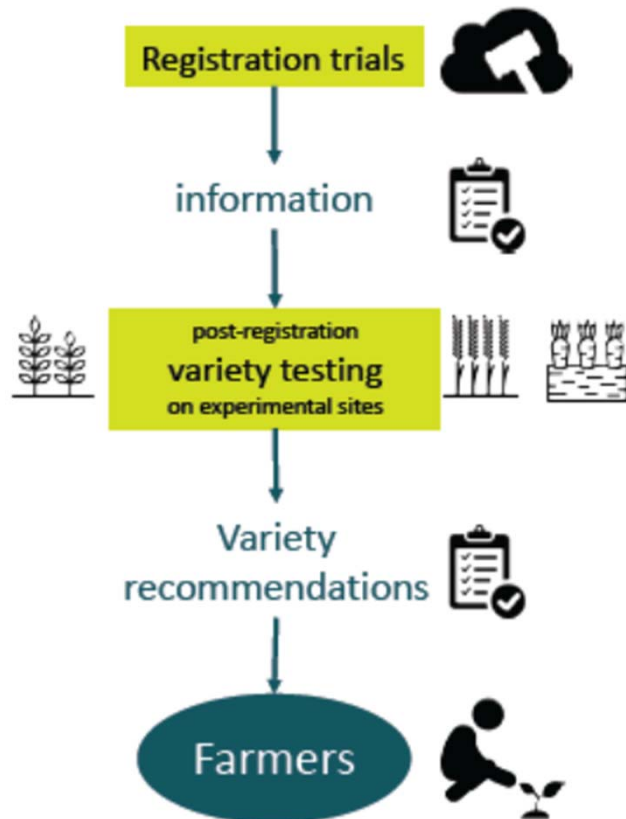 Registration trials
information
post-registration
variety testing
on experimental sites
Variety
recommendations
Farmers